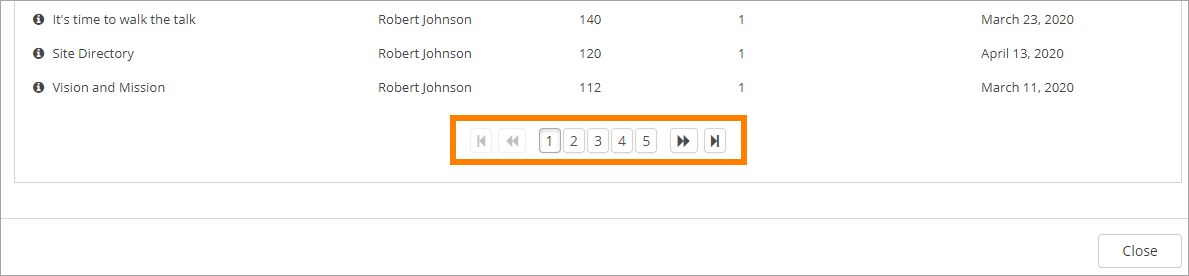 It's time to walk the talk Robert Johnson 140 1 March 23, 2020
Site Directory Robert Johnson 120 1 April 13, 2020
Vision and Mission Robert Johnson 112 1 March 11, 2020
1 2 3 4 5
Close